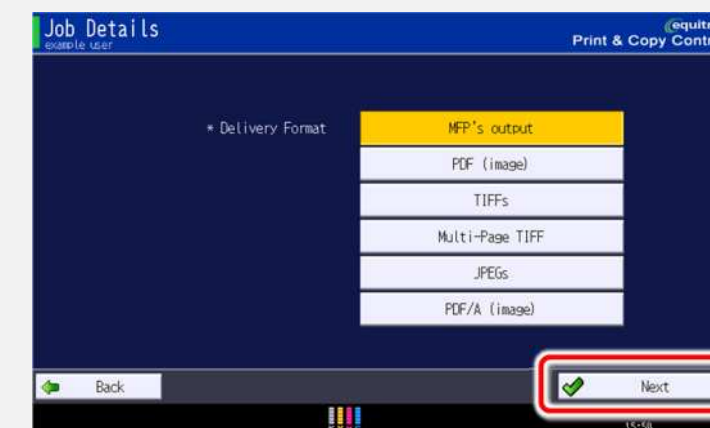 Job Details
example user
equitr
Print & Copy Contr
* Delivery Format
MFP's output
PDF (image)
TIFFs
Multi-Page TIFF
JPEGs
PDF/A (image)
Back
Next